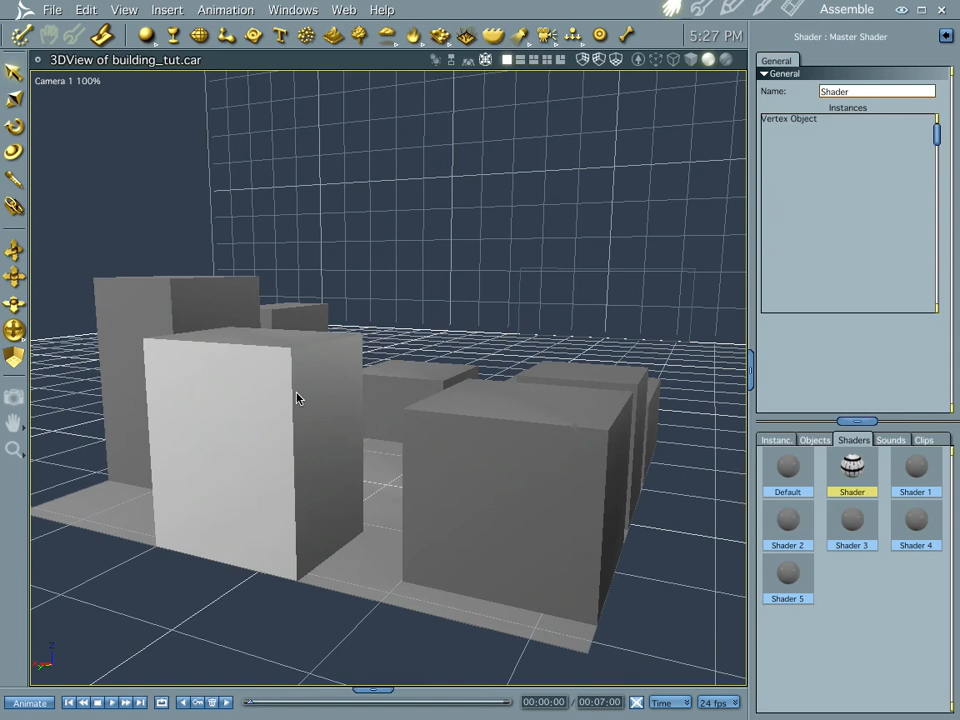 File Edit View Insert Animation Windows Web Help Assemble
5:27 PM
3DView of building_tut.car
Camera 1 100%
Z
Animate
00:00:00 / 00:07:00
Time
24 fps
Shader : Master Shader
General
General
Name: Shader
Instances
Vertex Object
Instanc. Objects Shaders Sounds Clips
Default Shader Shader 1
Shader 2 Shader 3 Shader 4
Shader 5